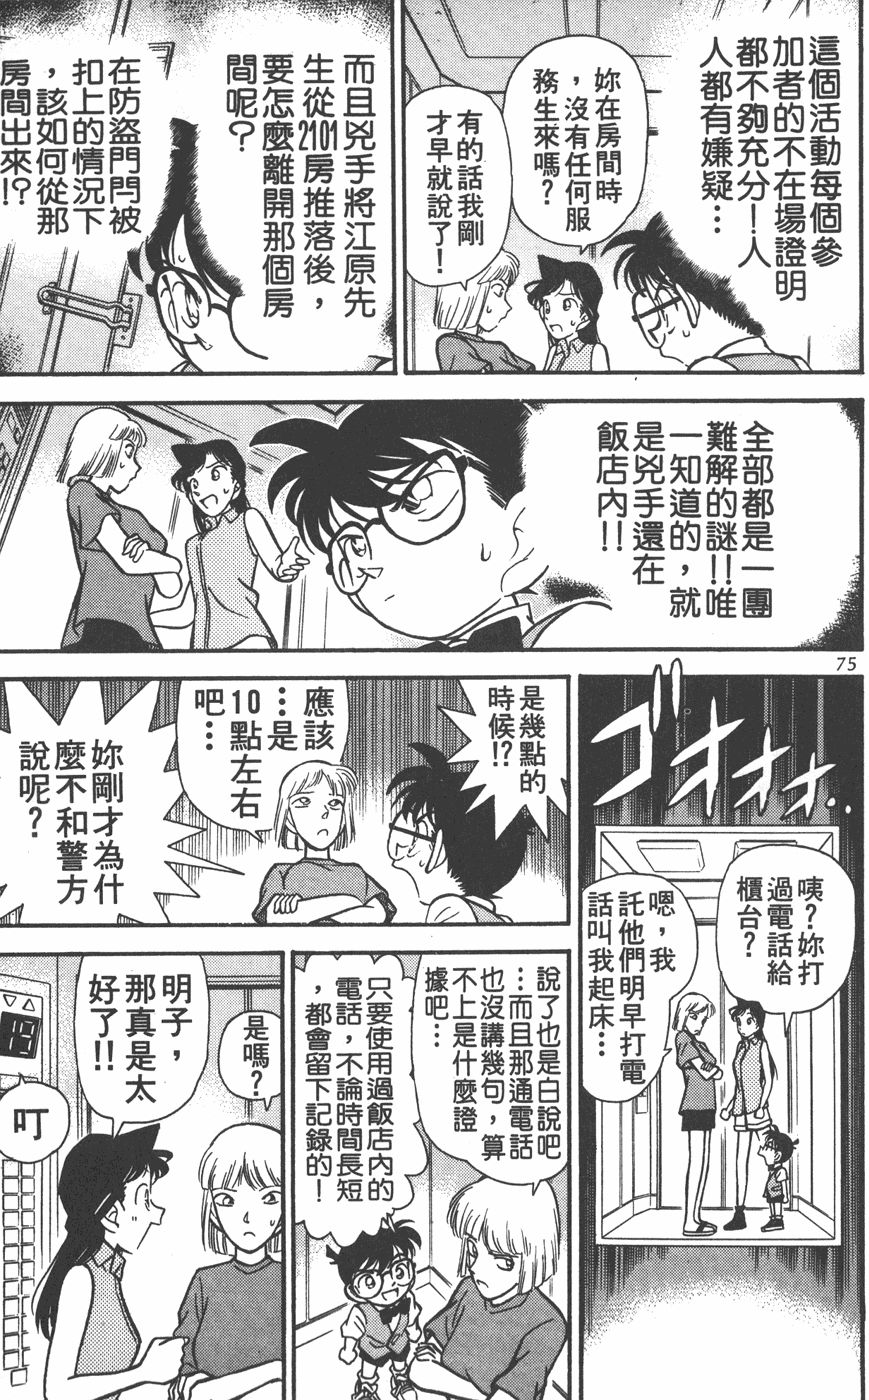 這個活動每個參
加者的不在場證明
都不夠充分！人
人都有嫌疑…
妳在房間時
，沒有任何服
務生來嗎？
有的話我剛
才早就說了！
而且兇手將江原先
生從2101房推落後，
要怎麼離開那個房
間呢？
在防盜門閂被
扣上的情況下
，該如何從那
房間出來!?
全部都是一團
難解的謎!!唯
一知道的，就
是兇手還在
飯店內!!
75
ゴオオオ..
咦？妳打
過電話給
櫃台？
嗯，我
託他們明早打電
話叫我起床…
是幾點的
時候!?
應該
…是
10點左右
吧…
妳剛才為什
麼不和警方
說呢？
說了也是白說吧
…而且那通電話
也沒講幾句，算
不上是什麼證
據吧…
只要使用過飯店內的
電話，不論時間長短
，都會留下記錄的！
是嗎？
明子，
那真是太
好了!!
12
叮